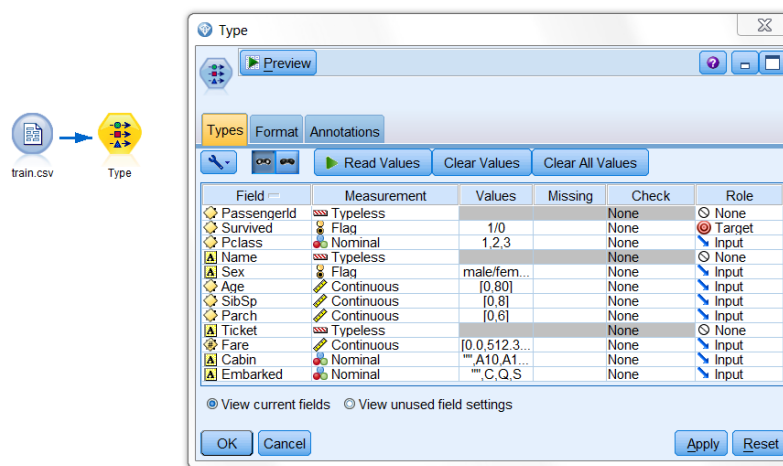 Type
Preview
Types Format Annotations
Read Values Clear Values Clear All Values
Field Measurement Values Missing Check Role
PassengerId Typeless None None
Survived Flag 1/0 None Target
Pclass Nominal 1,2,3 None Input
A Name Typeless None None
A Sex Flag male/fem... None Input
Age Continuous [0,80] None Input
SibSp Continuous [0,8] None Input
Parch Continuous [0,6] None Input
A Ticket Typeless None None
Fare Continuous [0.0,512.3... None Input
A Cabin Nominal "",A10,A1... None Input
A Embarked Nominal "",C,Q,S None Input
View current fields View unused field settings
OK Cancel Apply Reset
train.csv Type